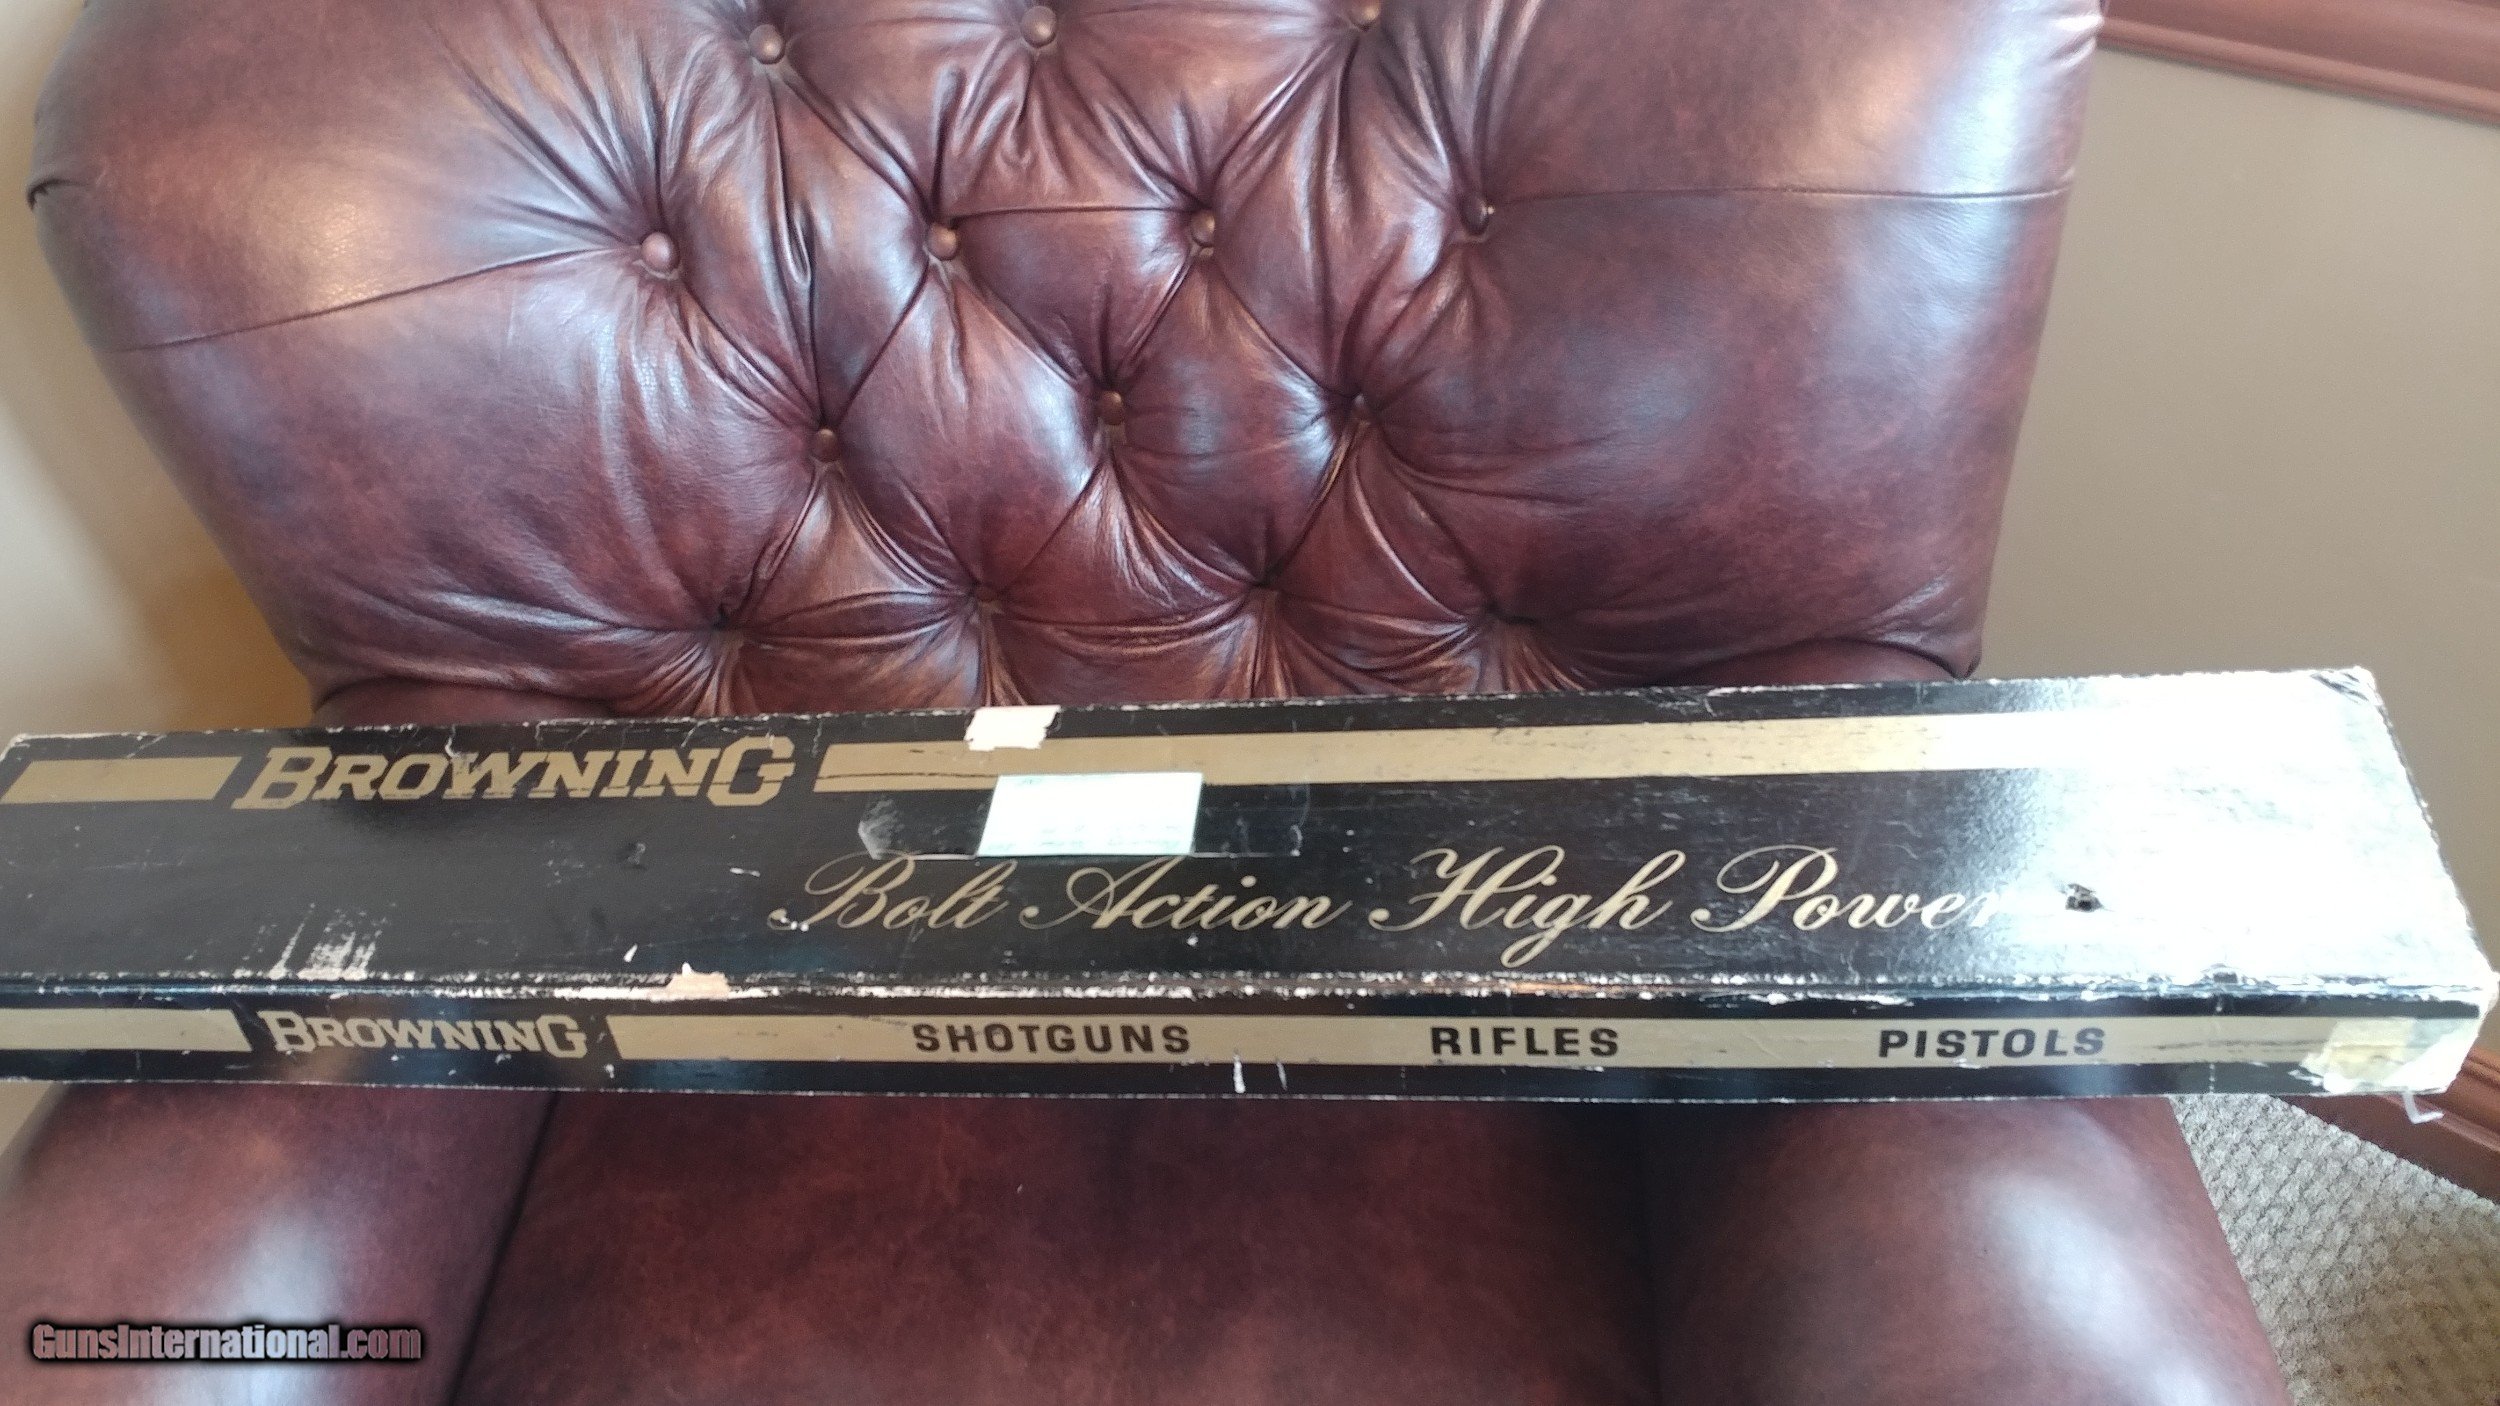 BROWNING
Bolt Action High Power
BROWNING SHOTGUNS RIFLES PISTOLS
GunsInternational.com